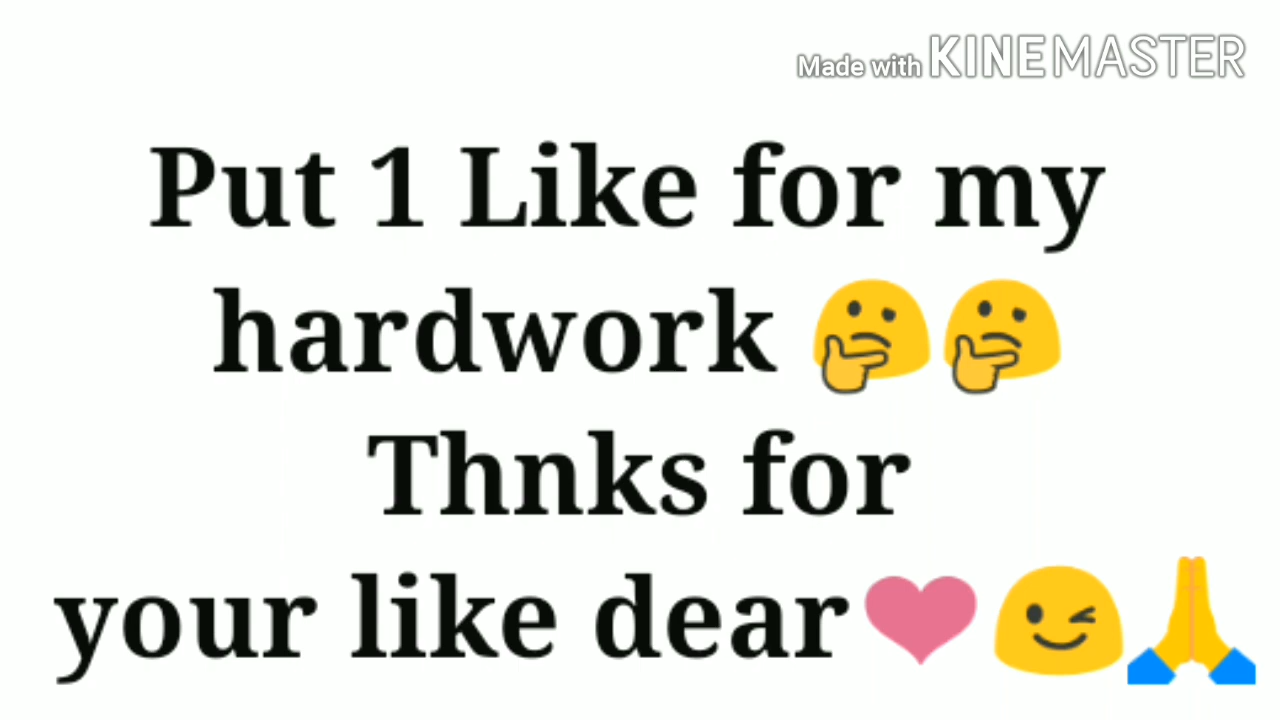 Made with KINEMASTER
Put 1 Like for my
hardwork 🤔🤔
Thnks for
your like dear❤😉🙏